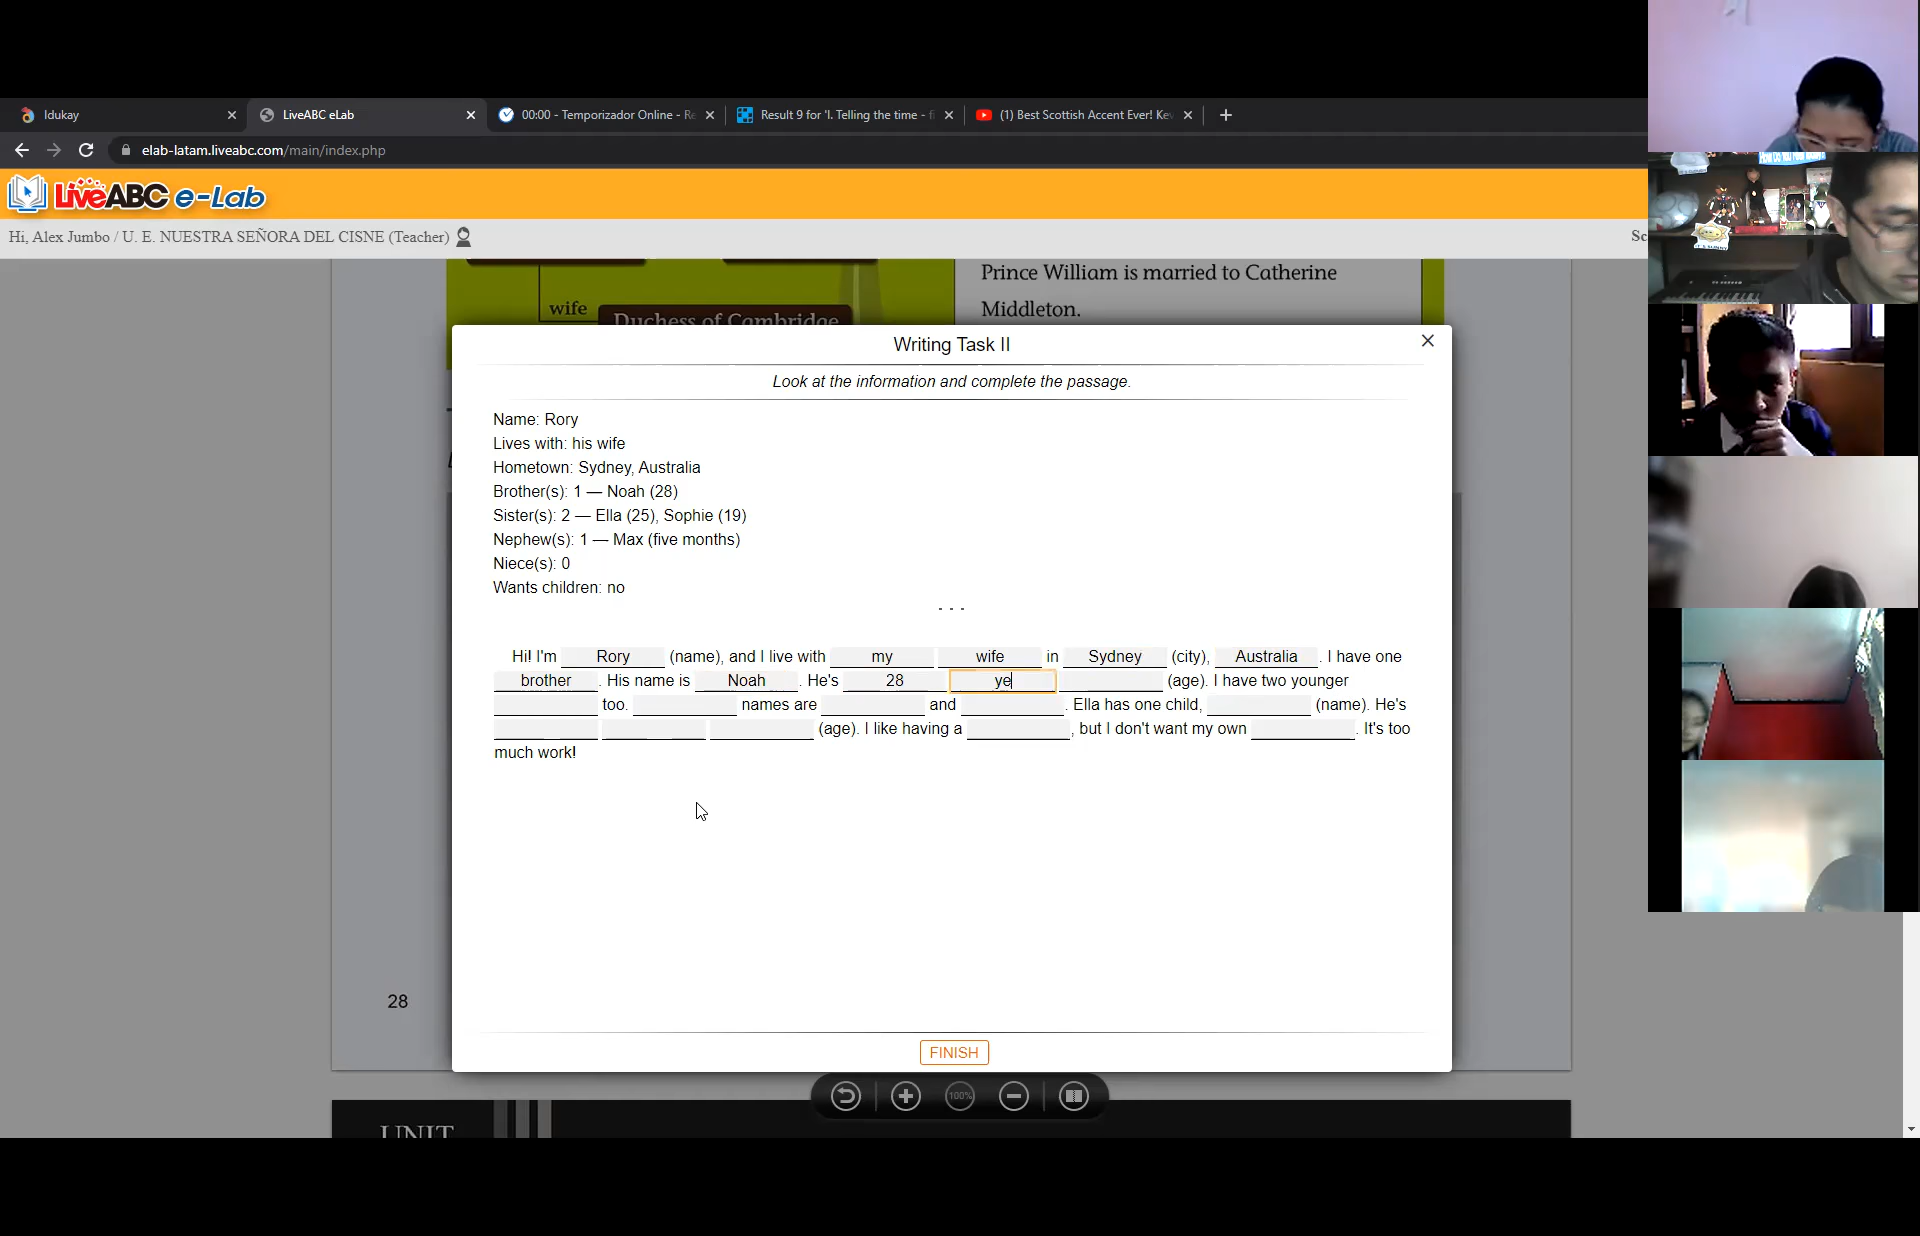 Idukay
LiveABC eLab
00:00 - Temporizador Online - Re
Result 9 for 'I. Telling the time - fi
(1) Best Scottish Accent Ever! Kev
elab-latam.liveabc.com/main/index.php
LiveABC e-Lab
Hi, Alex Jumbo / U. E. NUESTRA SEÑORA DEL CISNE (Teacher)
Sc
wife
Duchess of Cambridge
Prince William is married to Catherine
Middleton.
Writing Task II
Look at the information and complete the passage.
Name: Rory
Lives with: his wife
Hometown: Sydney, Australia
Brother(s): 1 — Noah (28)
Sister(s): 2 — Ella (25), Sophie (19)
Nephew(s): 1 — Max (five months)
Niece(s): 0
Wants children: no
- - -
Hi! I'm Rory (name), and I live with my wife in Sydney (city), Australia . I have one
brother . His name is Noah . He's 28 ye (age). I have two younger
too. names are and . Ella has one child, (name). He's
(age). I like having a , but I don't want my own . It's too
much work!
28
FINISH
100%
UNIT